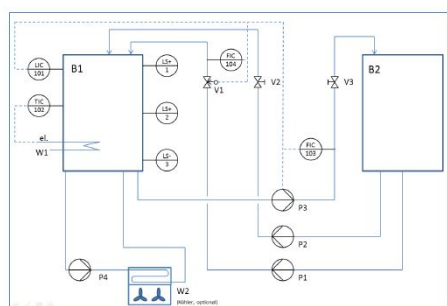 B1
B2
LIC
101
LS+
1
FIC
104
V1
V2
V3
TIC
102
LS+
2
el.
W1
FIC
103
LS-
3
P3
P2
P4
P1
W2
(Kühler, optional)